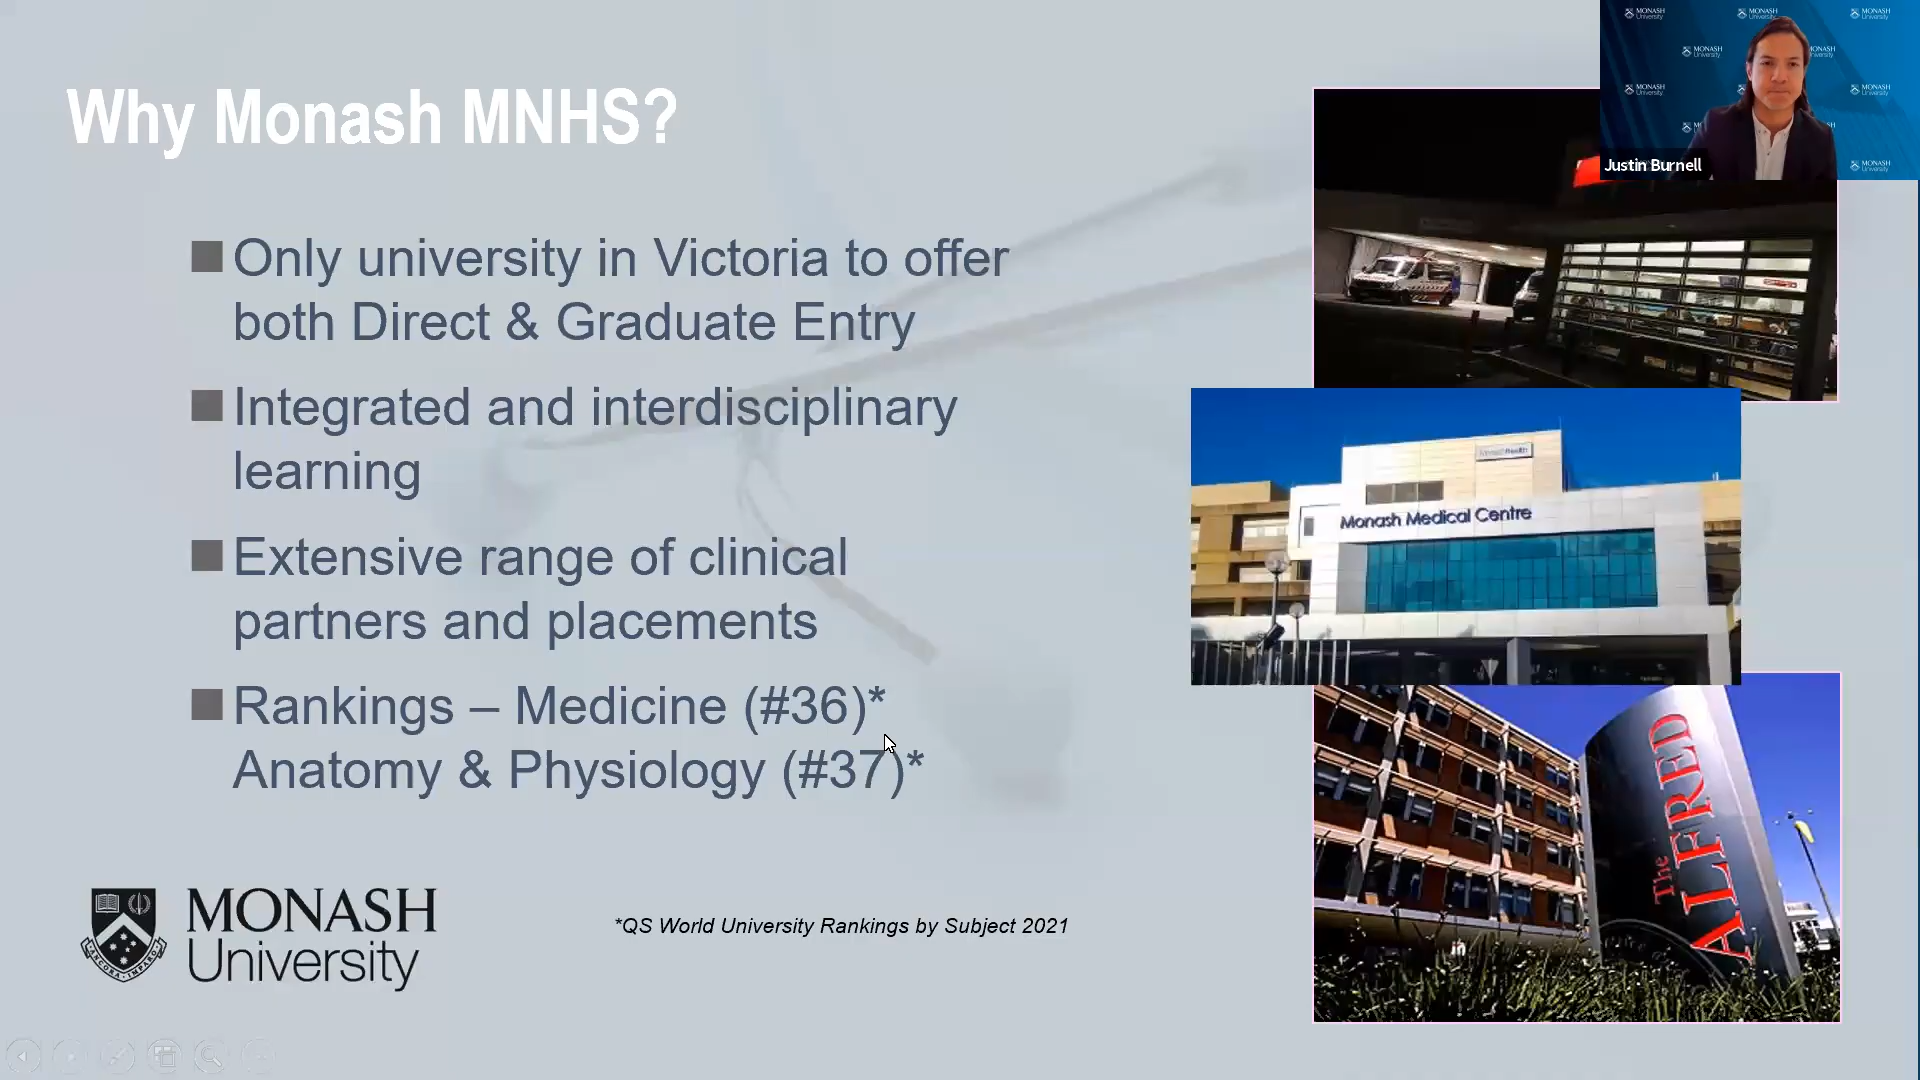 Why Monash MNHS?
Only university in Victoria to offer
both Direct & Graduate Entry
Integrated and interdisciplinary
learning
Extensive range of clinical
partners and placements
Rankings – Medicine (#36)*
Anatomy & Physiology (#37)*
MONASH
University
*QS World University Rankings by Subject 2021
Justin Burnell
MONASH
University
Monash Medical Centre
The
ALFRED